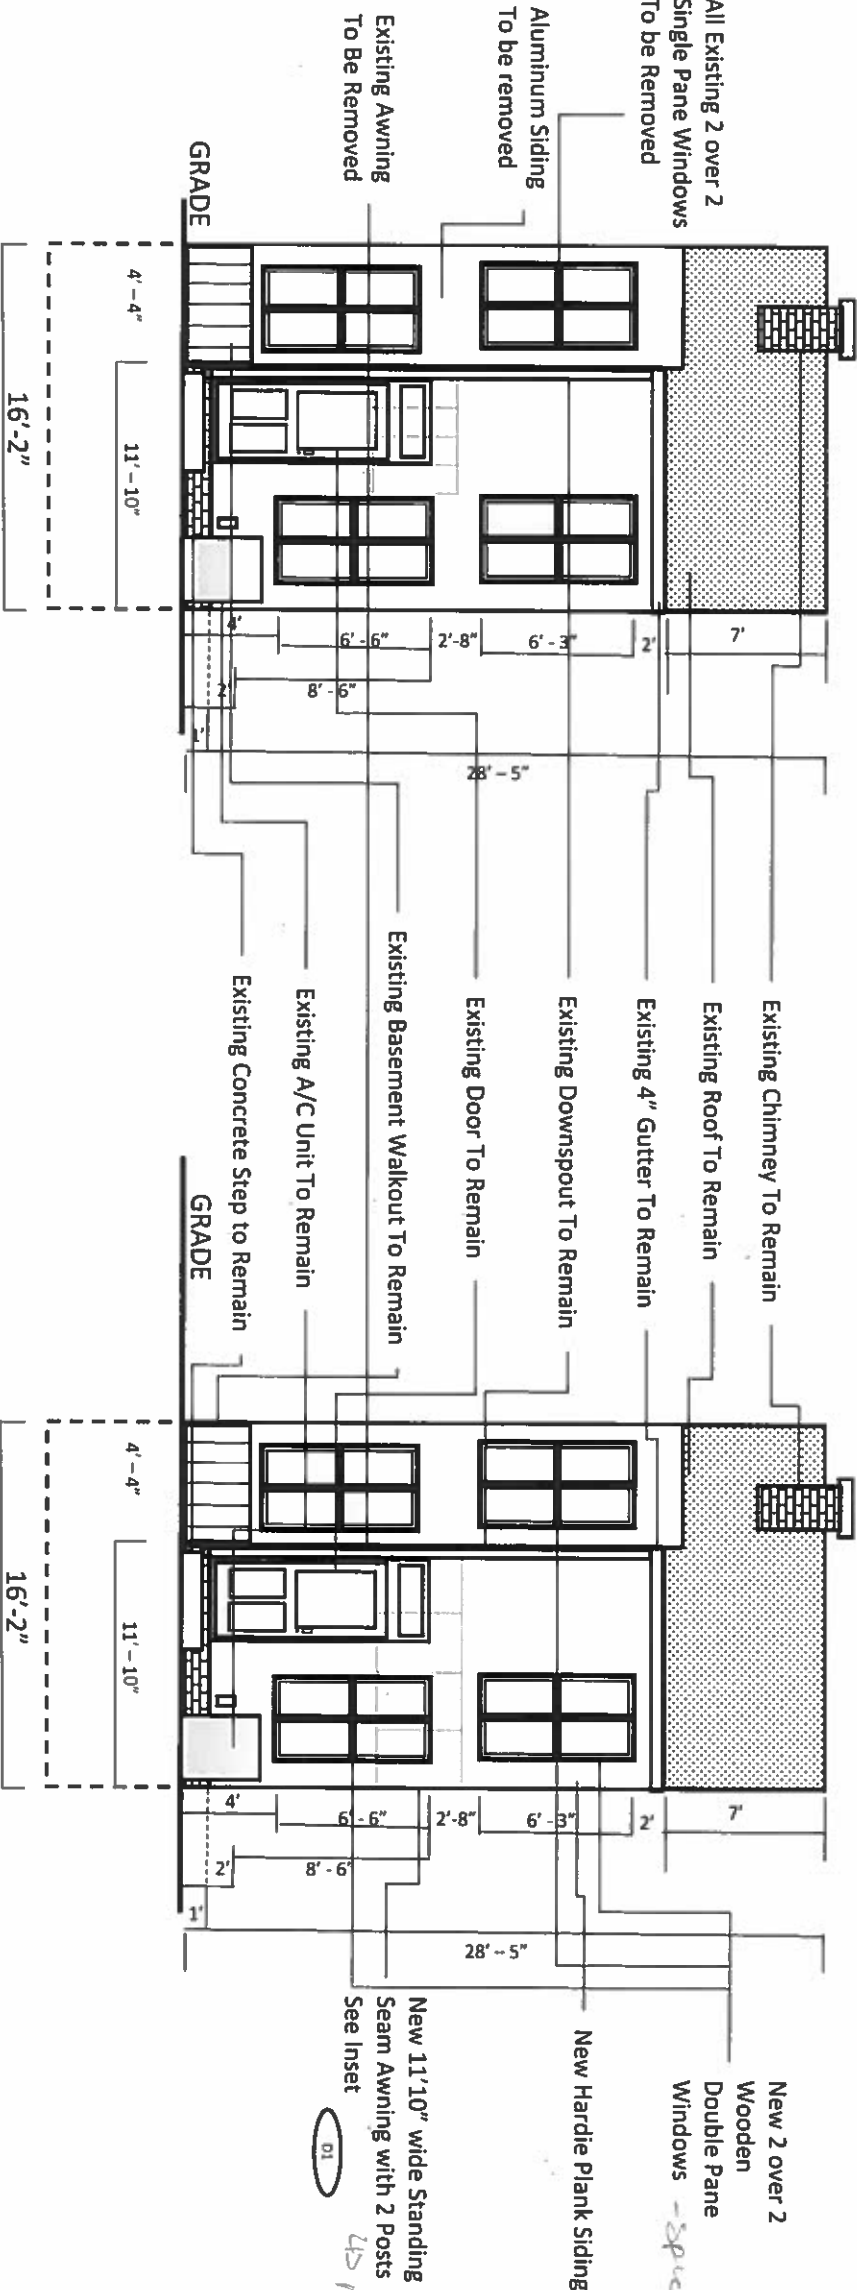 All Existing 2 over 2
Single Pane Windows
To be Removed
Aluminum Siding
To be removed
Existing Awning
To Be Removed
GRADE
4' – 4"
11' – 10"
16'-2"
7'
2'
6' - 3"
2'-8"
6' - 6"
4'
8' - 6"
2'
1'
28' – 5"
Existing Chimney To Remain
Existing Roof To Remain
Existing 4" Gutter To Remain
Existing Downspout To Remain
Existing Door To Remain
Existing Basement Walkout To Remain
Existing A/C Unit To Remain
Existing Concrete Step to Remain
GRADE
4' – 4"
11' – 10"
16'-2"
7'
2'
6' - 3"
2'-8"
6' - 6"
4'
8' - 6'
2'
1'
28' – 5"
New 2 over 2
Wooden
Double Pane
Windows
New Hardie Plank Siding
New 11'10" wide Standing
Seam Awning with 2 Posts
See Inset
D1